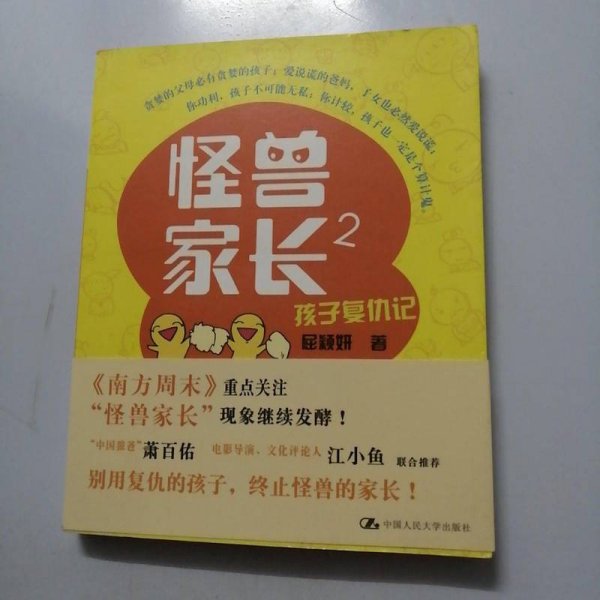 贪婪的父母必有贪婪的孩子；爱说谎的爸妈，子女也必然爱说谎；
你功利，孩子不可能无私；你计较，孩子也一定是个算计鬼。
怪兽
家长2
孩子复仇记
屈颖妍 著
《南方周末》重点关注
“怪兽家长”现象继续发酵！
“中国狼爸”萧百佑 电影导演、文化评论人 江小鱼 联合推荐
别用复仇的孩子，终止怪兽的家长！
中国人民大学出版社